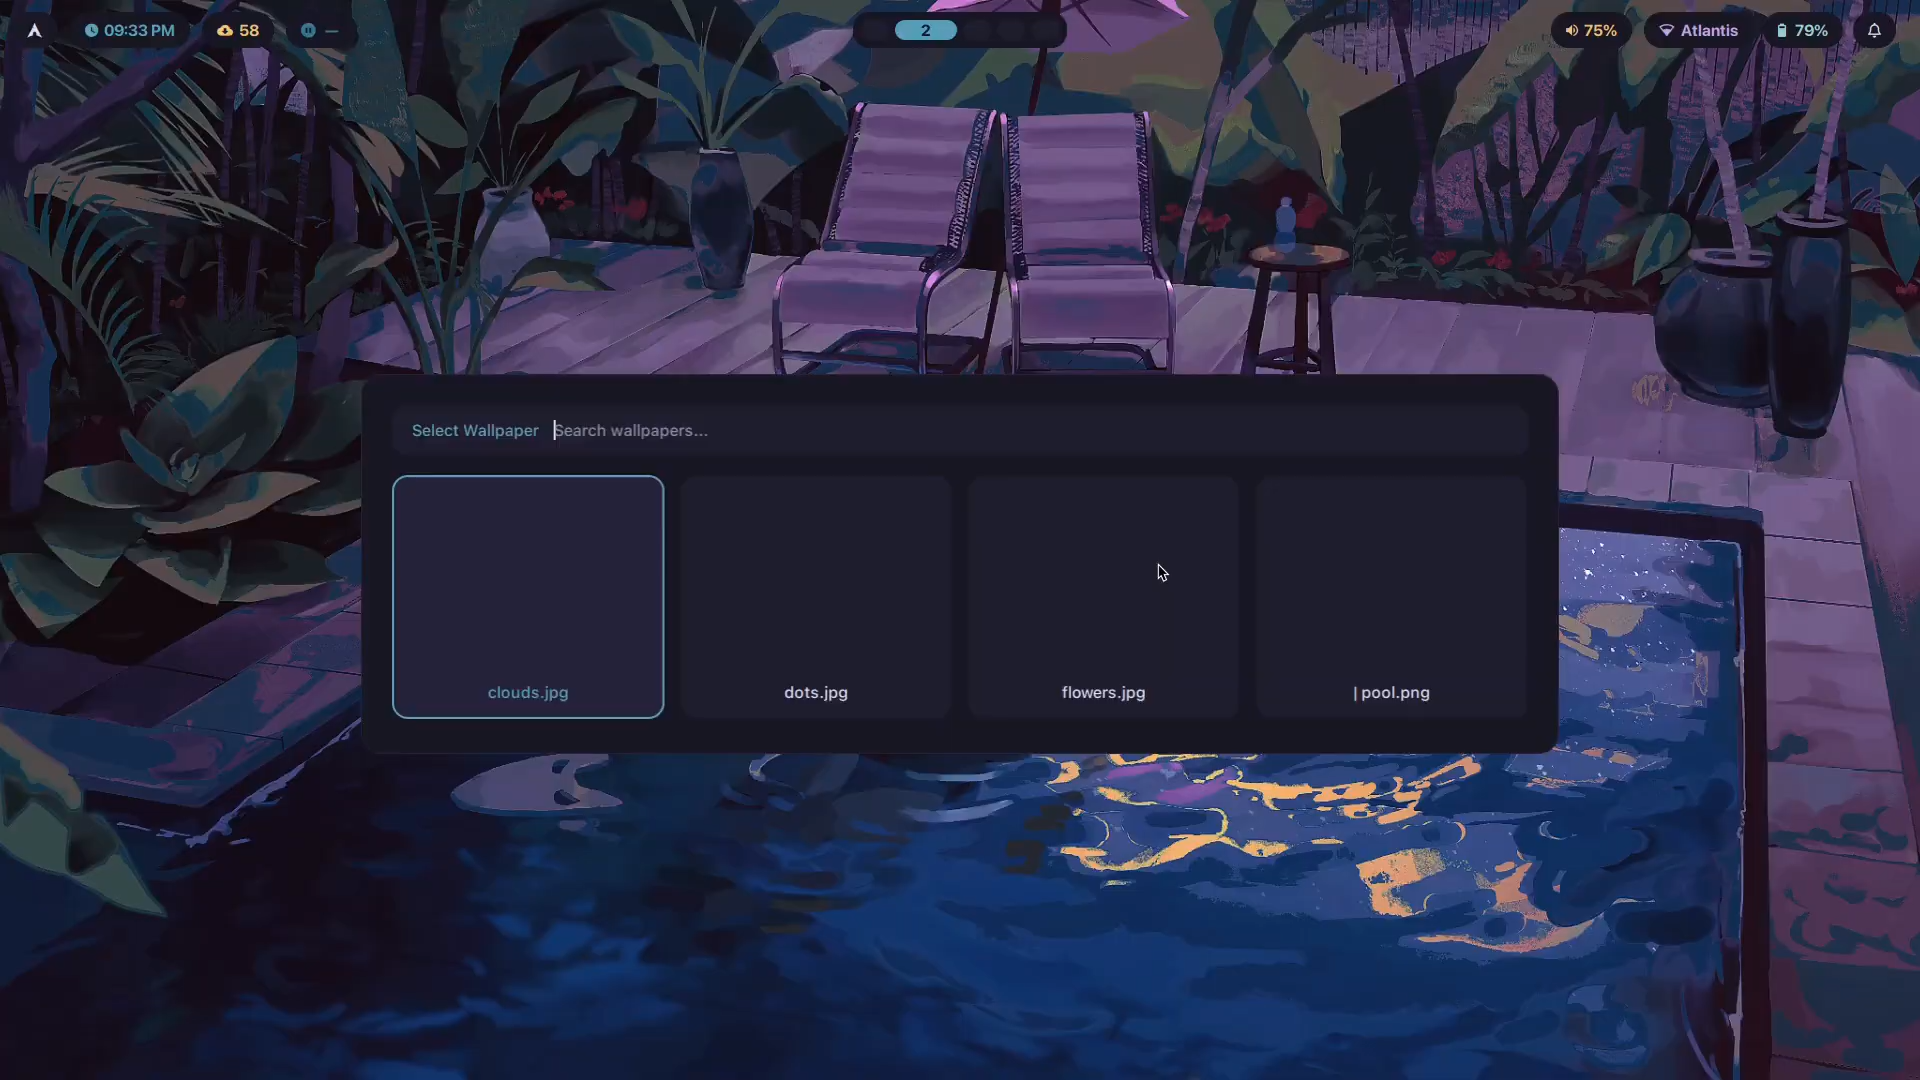 09:33 PM 58 — 2 75% Atlantis 79%
Select Wallpaper Search wallpapers...
clouds.jpg dots.jpg flowers.jpg | pool.png